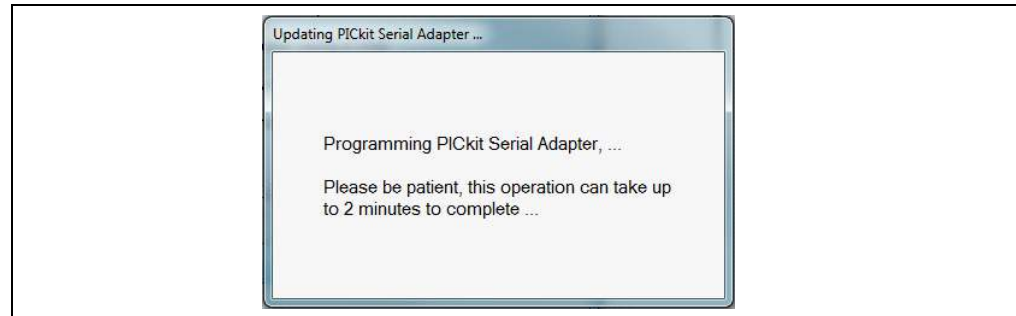 Updating PICkit Serial Adapter ...
Programming PICkit Serial Adapter, ...
Please be patient, this operation can take up
to 2 minutes to complete ...